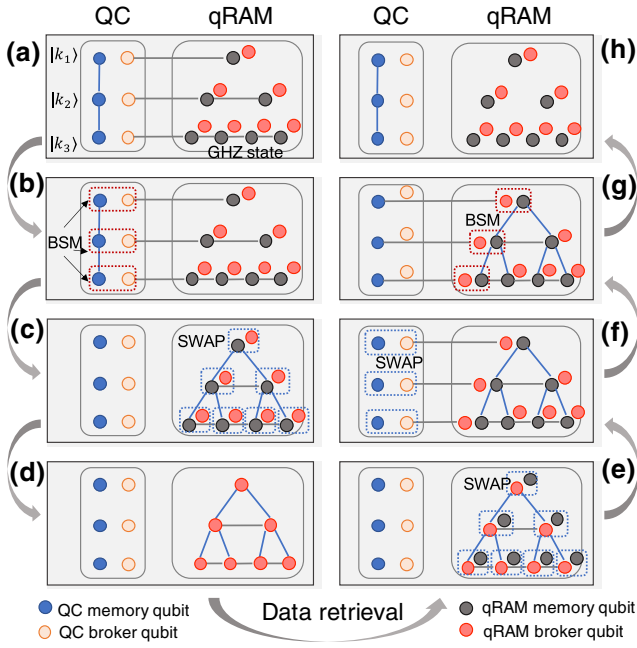 QC qRAM QC qRAM
(a) (h)
|k₁⟩
|k₂⟩
|k₃⟩
GHZ state
(b) (g)
BSM BSM
(c) (f)
SWAP SWAP
(d) (e)
SWAP
QC memory qubit Data retrieval qRAM memory qubit
QC broker qubit qRAM broker qubit